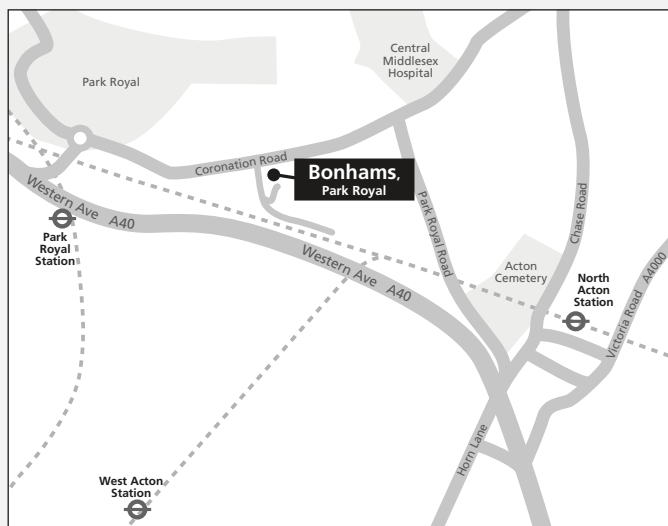 Central
Middlesex
Hospital
Park Royal
Coronation Road
Bonhams,
Park Royal
Western Ave A40
Park
Royal
Station
Park Royal Road
Chase Road
Western Ave A40
Acton
Cemetery
North
Acton
Station
Victoria Road A4000
Horn Lane
West Acton
Station